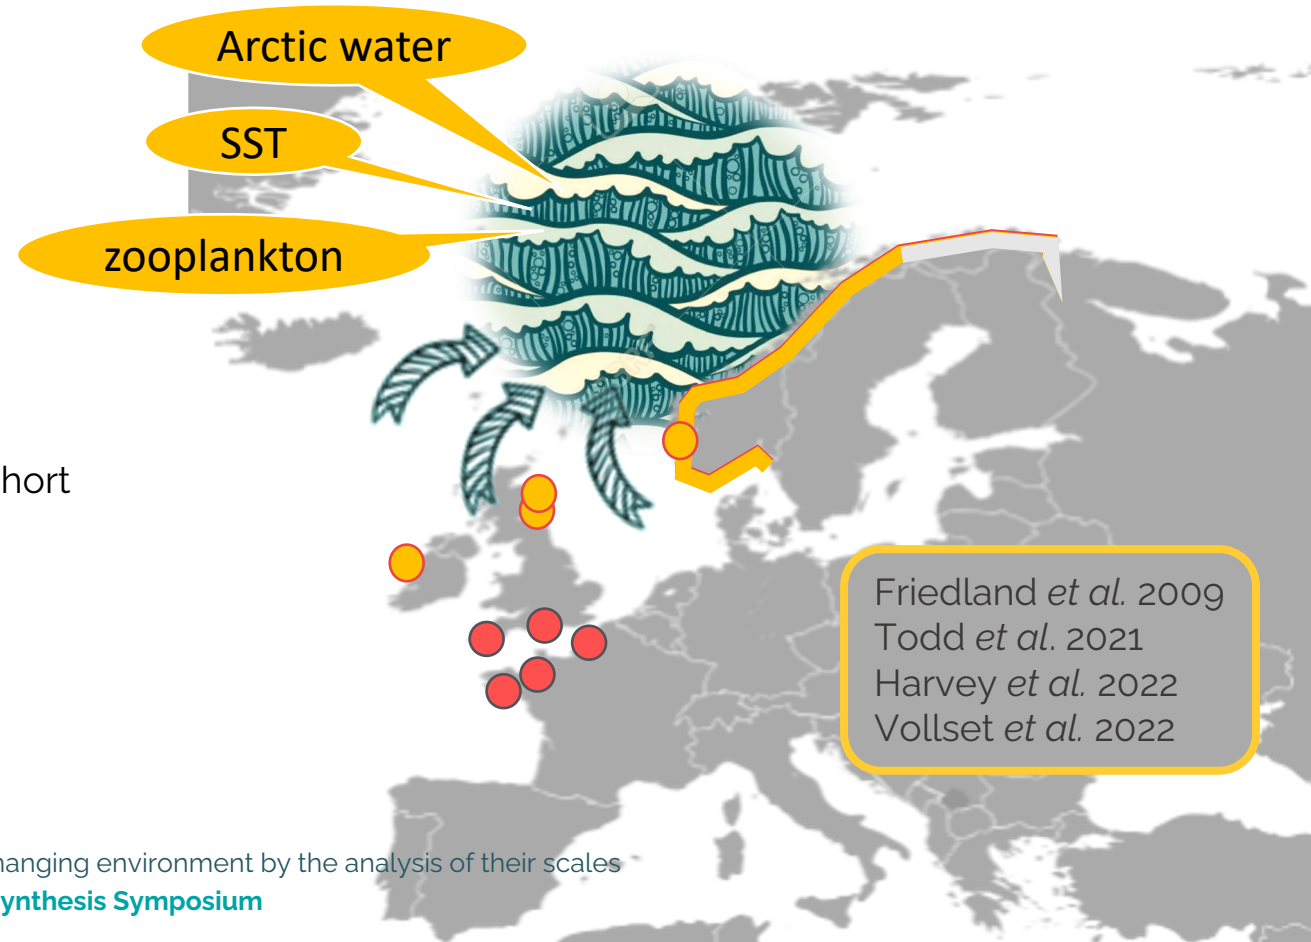 Arctic water
SST
zooplankton
hort
Friedland et al. 2009
Todd et al. 2021
Harvey et al. 2022
Vollset et al. 2022
hanging environment by the analysis of their scales
ynthesis Symposium